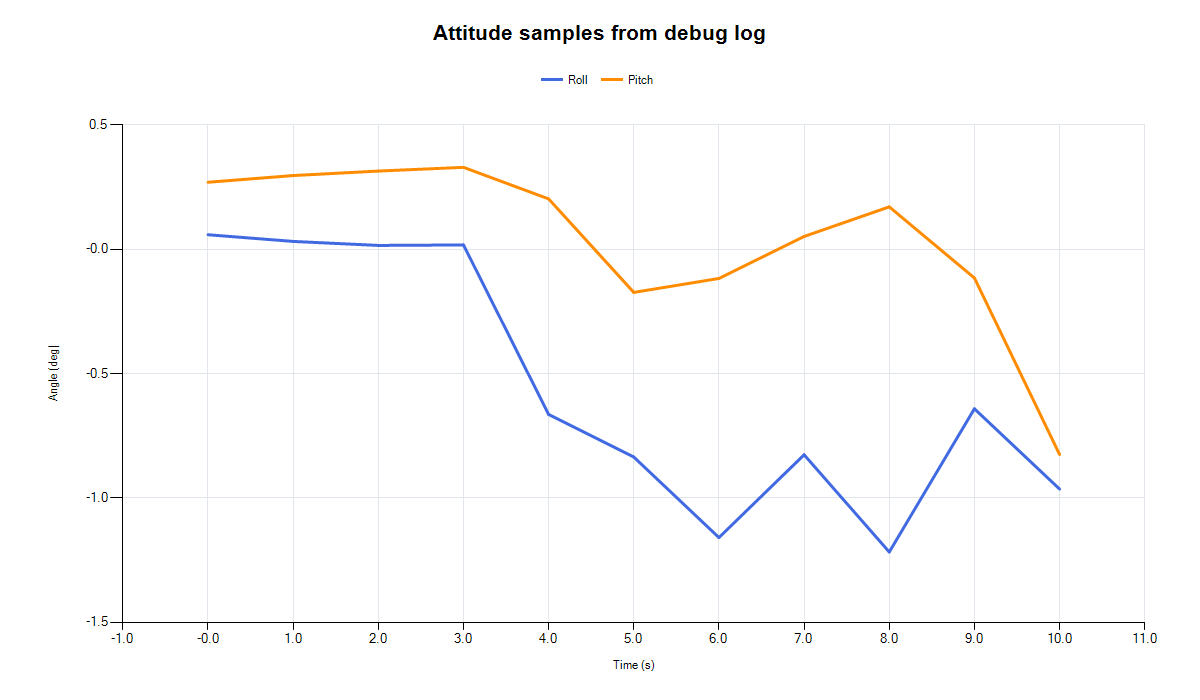 Attitude samples from debug log
Roll Pitch
0.5
-0.0
-0.5
-1.0
-1.5
Angle (deg)
-1.0 -0.0 1.0 2.0 3.0 4.0 5.0 6.0 7.0 8.0 9.0 10.0 11.0
Time (s)